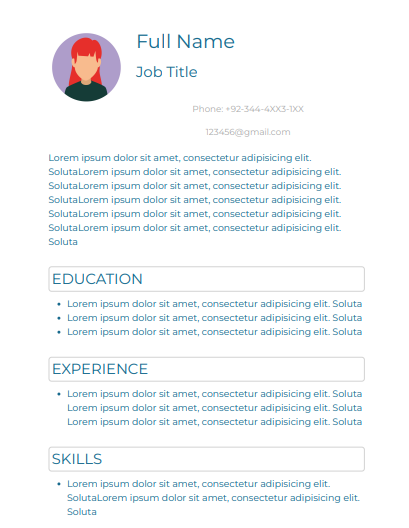 Full Name
Job Title
Phone: +92-344-4XX3-1XX
123456@gmail.com
Lorem ipsum dolor sit amet, consectetur adipisicing elit.
SolutaLorem ipsum dolor sit amet, consectetur adipisicing elit.
SolutaLorem ipsum dolor sit amet, consectetur adipisicing elit.
SolutaLorem ipsum dolor sit amet, consectetur adipisicing elit.
SolutaLorem ipsum dolor sit amet, consectetur adipisicing elit.
SolutaLorem ipsum dolor sit amet, consectetur adipisicing elit.
Soluta
EDUCATION
• Lorem ipsum dolor sit amet, consectetur adipisicing elit. Soluta
• Lorem ipsum dolor sit amet, consectetur adipisicing elit. Soluta
• Lorem ipsum dolor sit amet, consectetur adipisicing elit. Soluta
EXPERIENCE
• Lorem ipsum dolor sit amet, consectetur adipisicing elit. Soluta
Lorem ipsum dolor sit amet, consectetur adipisicing elit. Soluta
Lorem ipsum dolor sit amet, consectetur adipisicing elit. Soluta
SKILLS
• Lorem ipsum dolor sit amet, consectetur adipisicing elit.
SolutaLorem ipsum dolor sit amet, consectetur adipisicing elit.
Soluta